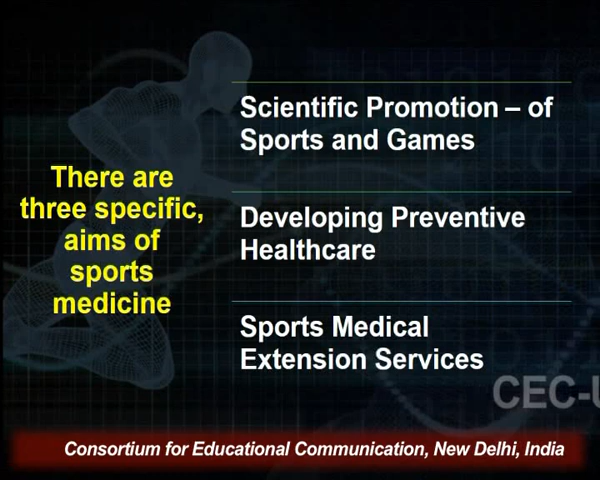 There are
three specific,
aims of
sports
medicine
Scientific Promotion – of
Sports and Games
Developing Preventive
Healthcare
Sports Medical
Extension Services
CEC-U
Consortium for Educational Communication, New Delhi, India